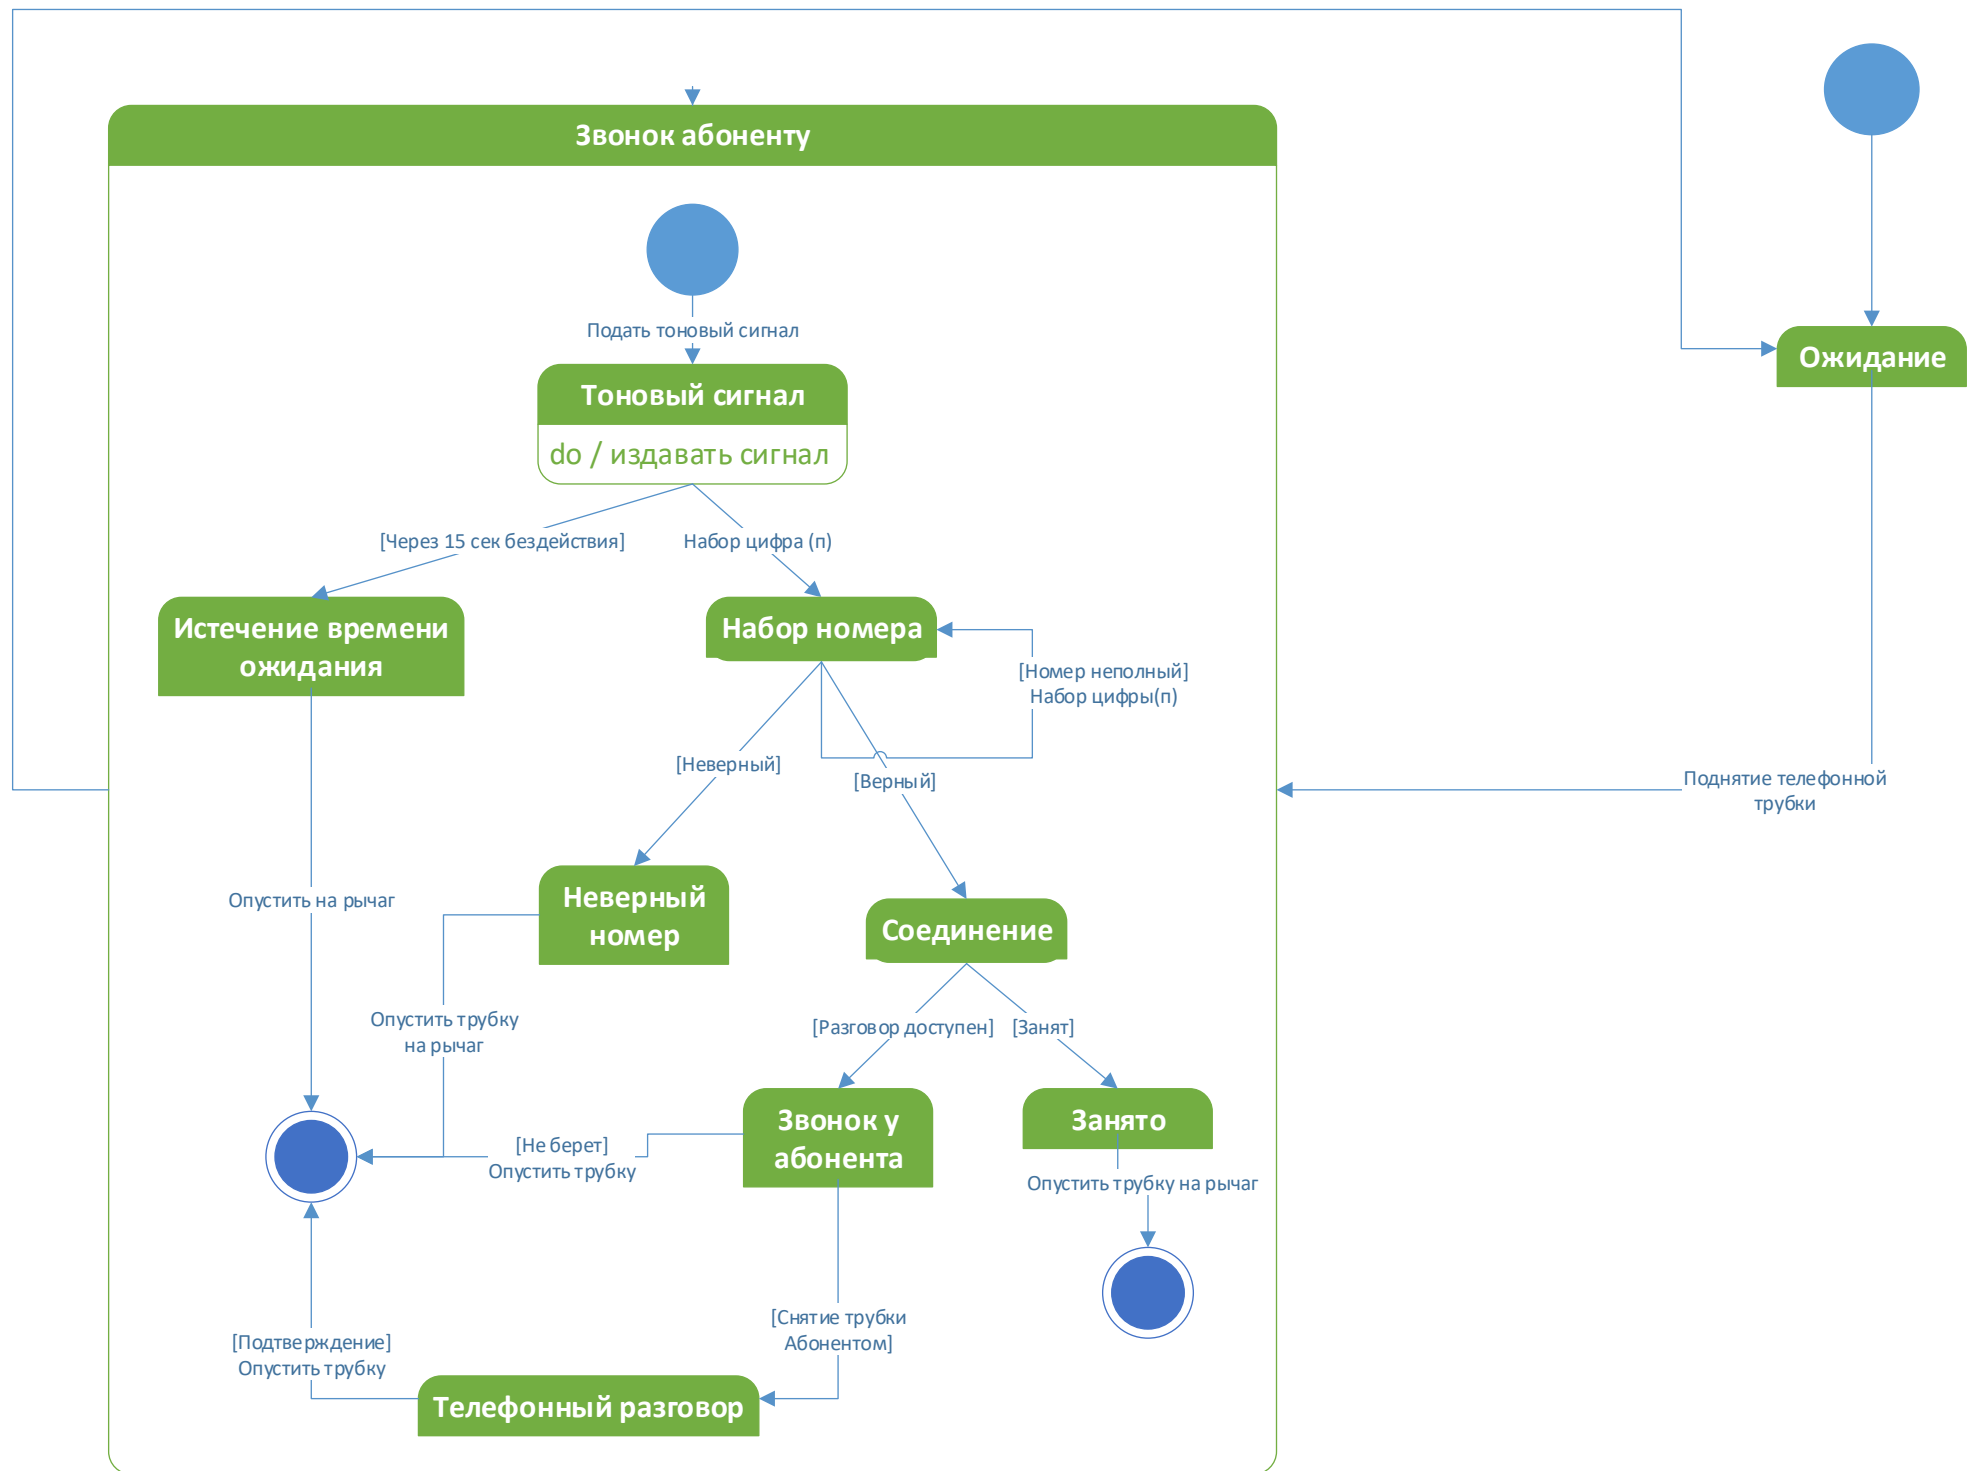 Звонок абоненту
Подать тоновый сигнал
Ожидание
Тоновый сигнал
do / издавать сигнал
[Через 15 сек бездействия]
Набор цифра (п)
Истечение времени
ожидания
Набор номера
[Номер неполный]
Набор цифры(п)
[Неверный]
[Верный]
Поднятие телефонной
трубки
Опустить на рычаг
Неверный
номер
Соединение
Опустить трубку
на рычаг
[Разговор доступен]
[Занят]
Звонок у
абонента
Занято
[Не берет]
Опустить трубку
Опустить трубку на рычаг
[Снятие трубки
Абонентом]
[Подтверждение]
Опустить трубку
Телефонный разговор